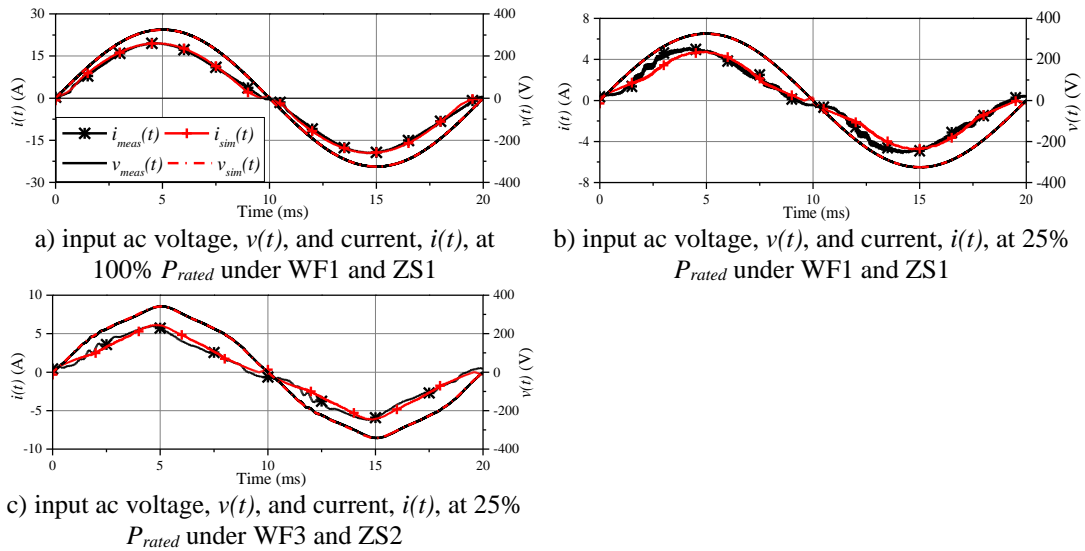 30
15
0
-15
-30
i(t) (A)
400
200
0
-200
-400
v(t) (V)
i_meas(t) i_sim(t)
v_meas(t) v_sim(t)
0 5 10 15 20
Time (ms)
a) input ac voltage, v(t), and current, i(t), at
100% P_rated under WF1 and ZS1
8
4
0
-4
-8
i(t) (A)
400
200
0
-200
-400
v(t) (V)
0 5 10 15 20
Time (ms)
b) input ac voltage, v(t), and current, i(t), at 25%
P_rated under WF1 and ZS1
10
5
0
-5
-10
i(t) (A)
400
300
200
100
0
-100
-200
-300
-400
v(t) (V)
0 5 10 15 20
Time (ms)
c) input ac voltage, v(t), and current, i(t), at 25%
P_rated under WF3 and ZS2